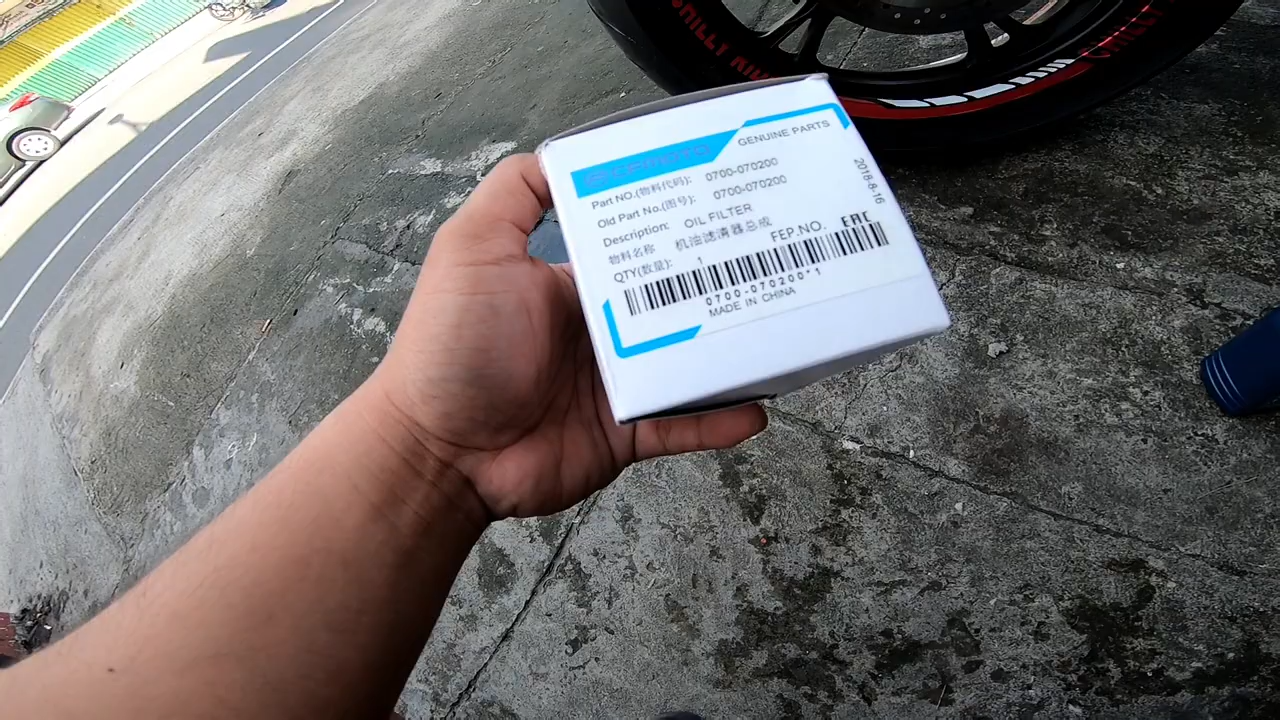 CFMOTO GENUINE PARTS
Part NO.(物料代码): 0700-070200
Old Part No.(图号): 0700-070200
Description: OIL FILTER
物料名称 机油滤清器总成
QTY(数量): 1 FEP.NO. EAC
0700-070200*1
MADE IN CHINA
2018-8-16